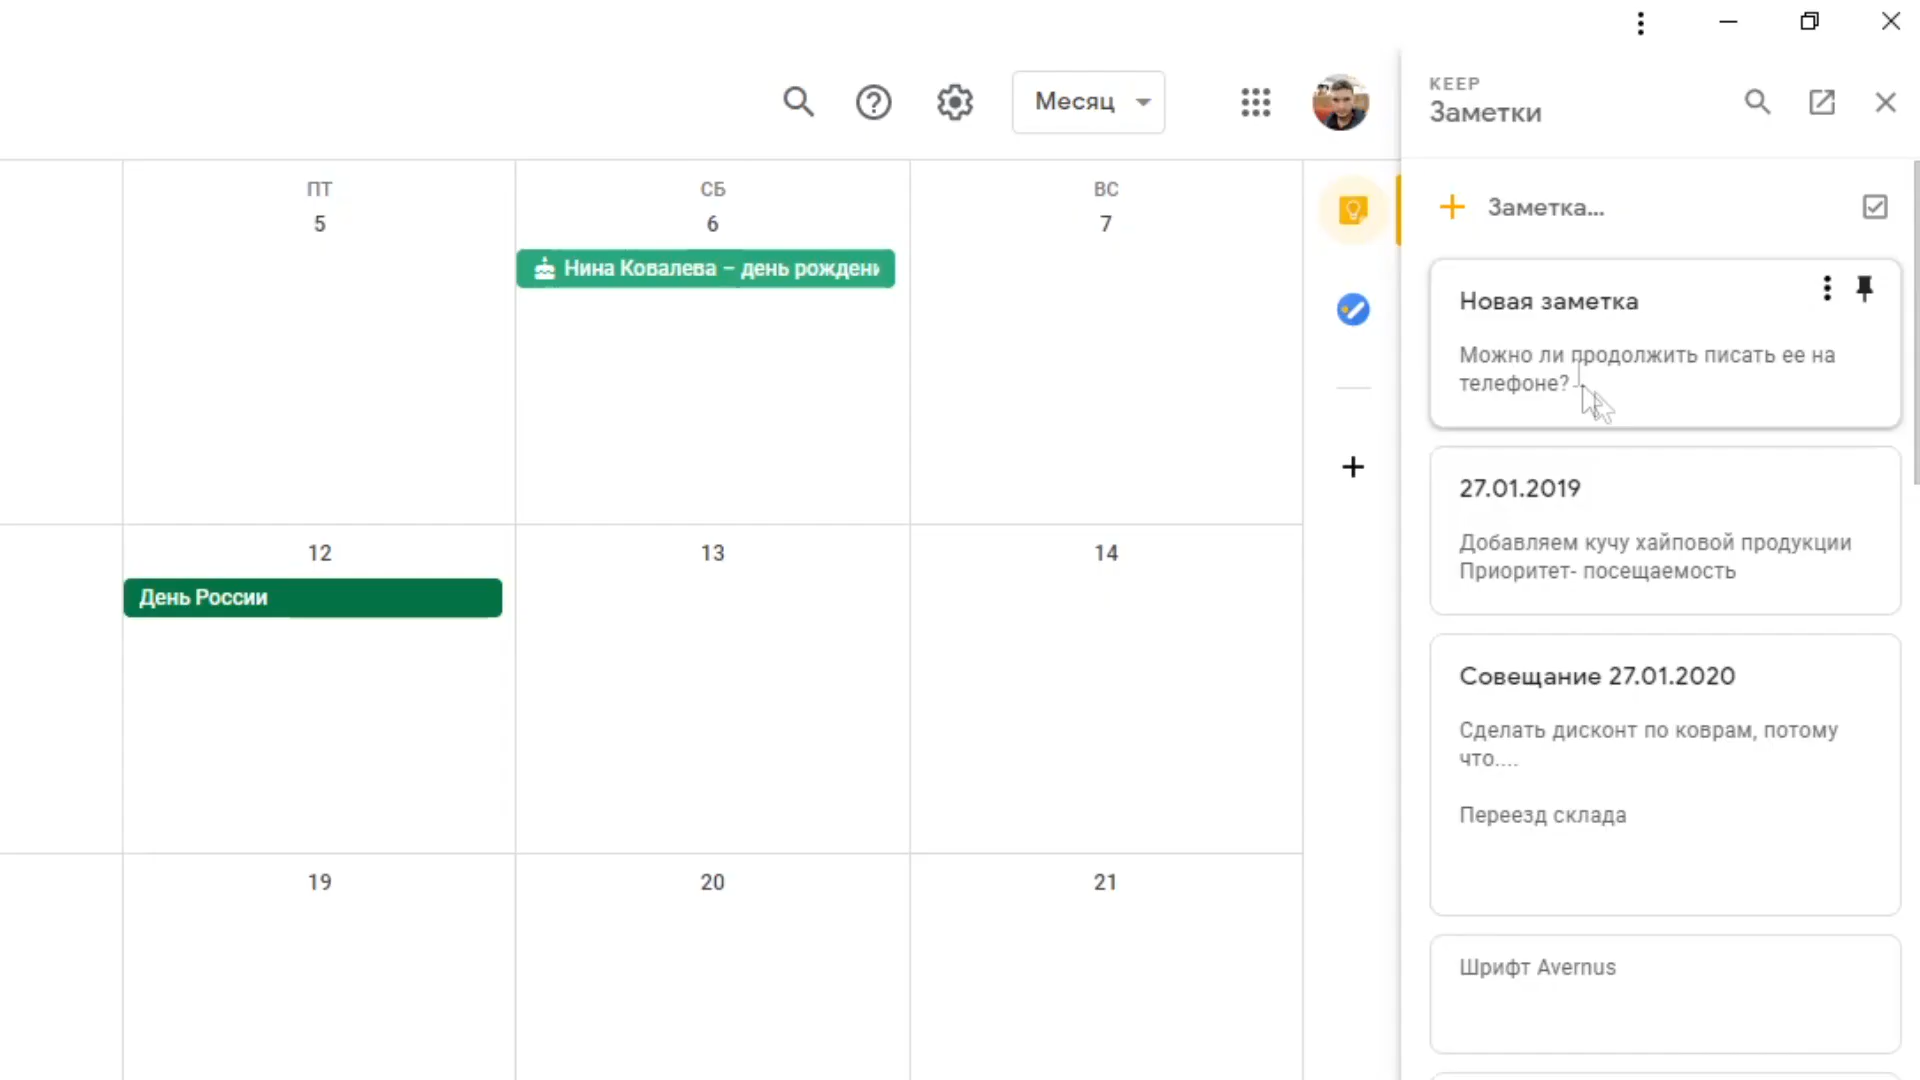 Месяц
KEEP
Заметки
ПТ
СБ
ВС
5
6
7
Нина Ковалева – день рождени
12
13
14
День России
19
20
21
Заметка...
Новая заметка
Можно ли продолжить писать ее на
телефоне?
27.01.2019
Добавляем кучу хайповой продукции
Приоритет- посещаемость
Совещание 27.01.2020
Сделать дисконт по коврам, потому
что....
Переезд склада
Шрифт Avernus